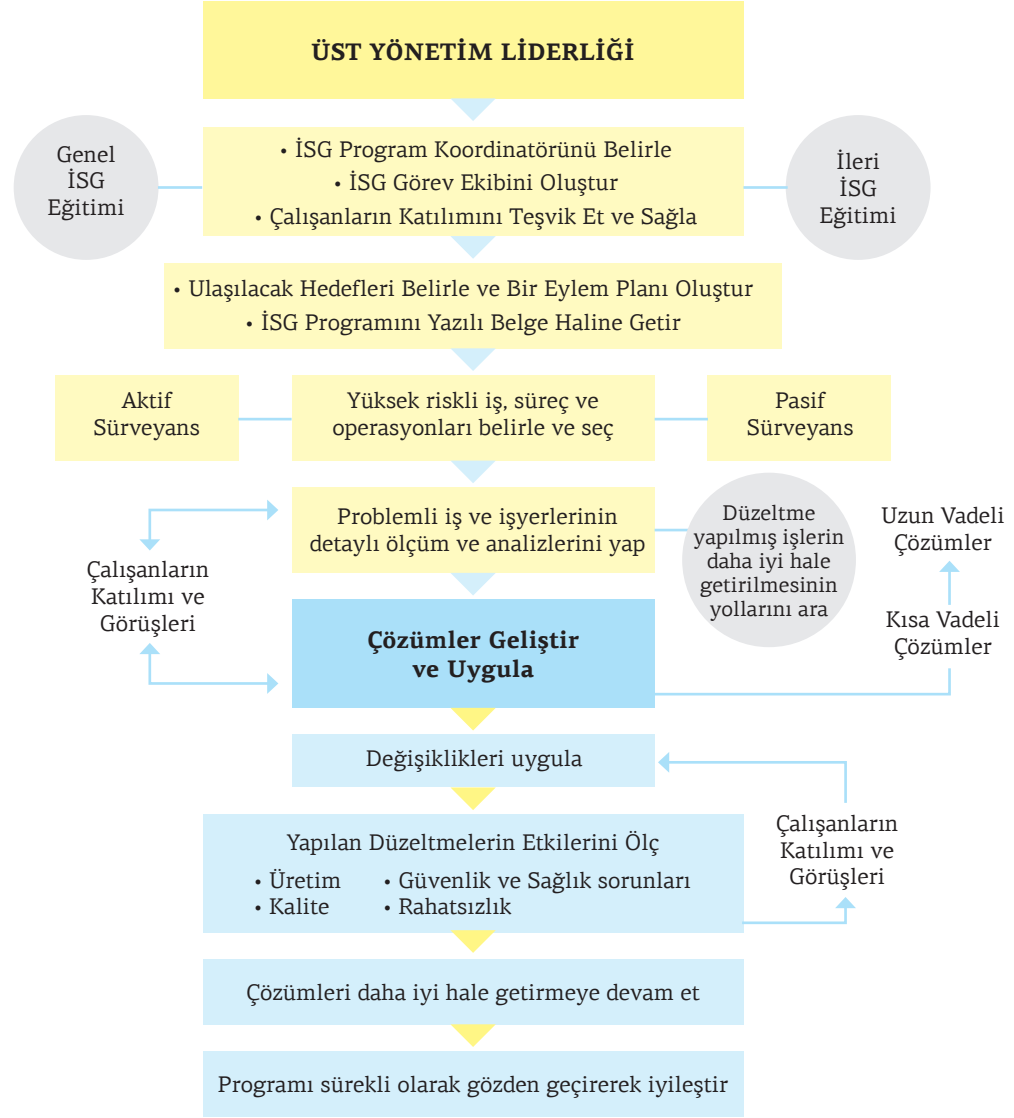 ÜST YÖNETİM LİDERLİĞİ
Genel
İSG
Eğitimi
• İSG Program Koordinatörünü Belirle
• İSG Görev Ekibini Oluştur
• Çalışanların Katılımını Teşvik Et ve Sağla
İleri
İSG
Eğitimi
• Ulaşılacak Hedefleri Belirle ve Bir Eylem Planı Oluştur
• İSG Programını Yazılı Belge Haline Getir
Aktif
Sürveyans
Yüksek riskli iş, süreç ve
operasyonları belirle ve seç
Pasif
Sürveyans
Problemli iş ve işyerlerinin
detaylı ölçüm ve analizlerini yap
Düzeltme
yapılmış işlerin
daha iyi hale
getirilmesinin
yollarını ara
Uzun Vadeli
Çözümler
Kısa Vadeli
Çözümler
Çalışanların
Katılımı ve
Görüşleri
Çözümler Geliştir
ve Uygula
Değişiklikleri uygula
Yapılan Düzeltmelerin Etkilerini Ölç
• Üretim • Güvenlik ve Sağlık sorunları
• Kalite • Rahatsızlık
Çalışanların
Katılımı ve
Görüşleri
Çözümleri daha iyi hale getirmeye devam et
Programı sürekli olarak gözden geçirerek iyileştir